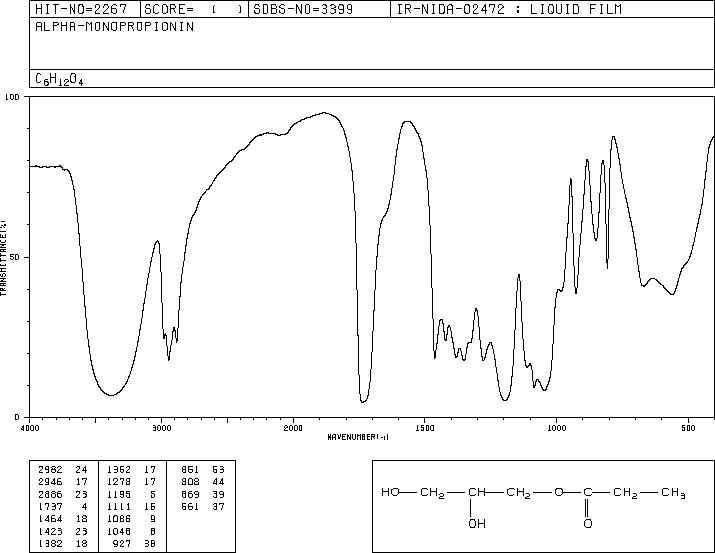 HIT-NO=2267 SCORE= ( ) SDBS-NO=3399 IR-NIDA-02472 : LIQUID FILM
ALPHA-MONOPROPIONIN
C6H12O4
100
50
0
TRANSMITTANCE(%)
4000 3000 2000 1500 1000 500
WAVENUMBER(-1)
2982 24 1352 17 851 53
2946 17 1278 17 808 44
2886 23 1195 5 669 39
1737 4 1111 16 561 37
1464 18 1086 9
1423 23 1048 8
1382 18 927 38
HO—CH2—CH—CH2—O—C—CH2—CH3
OH O